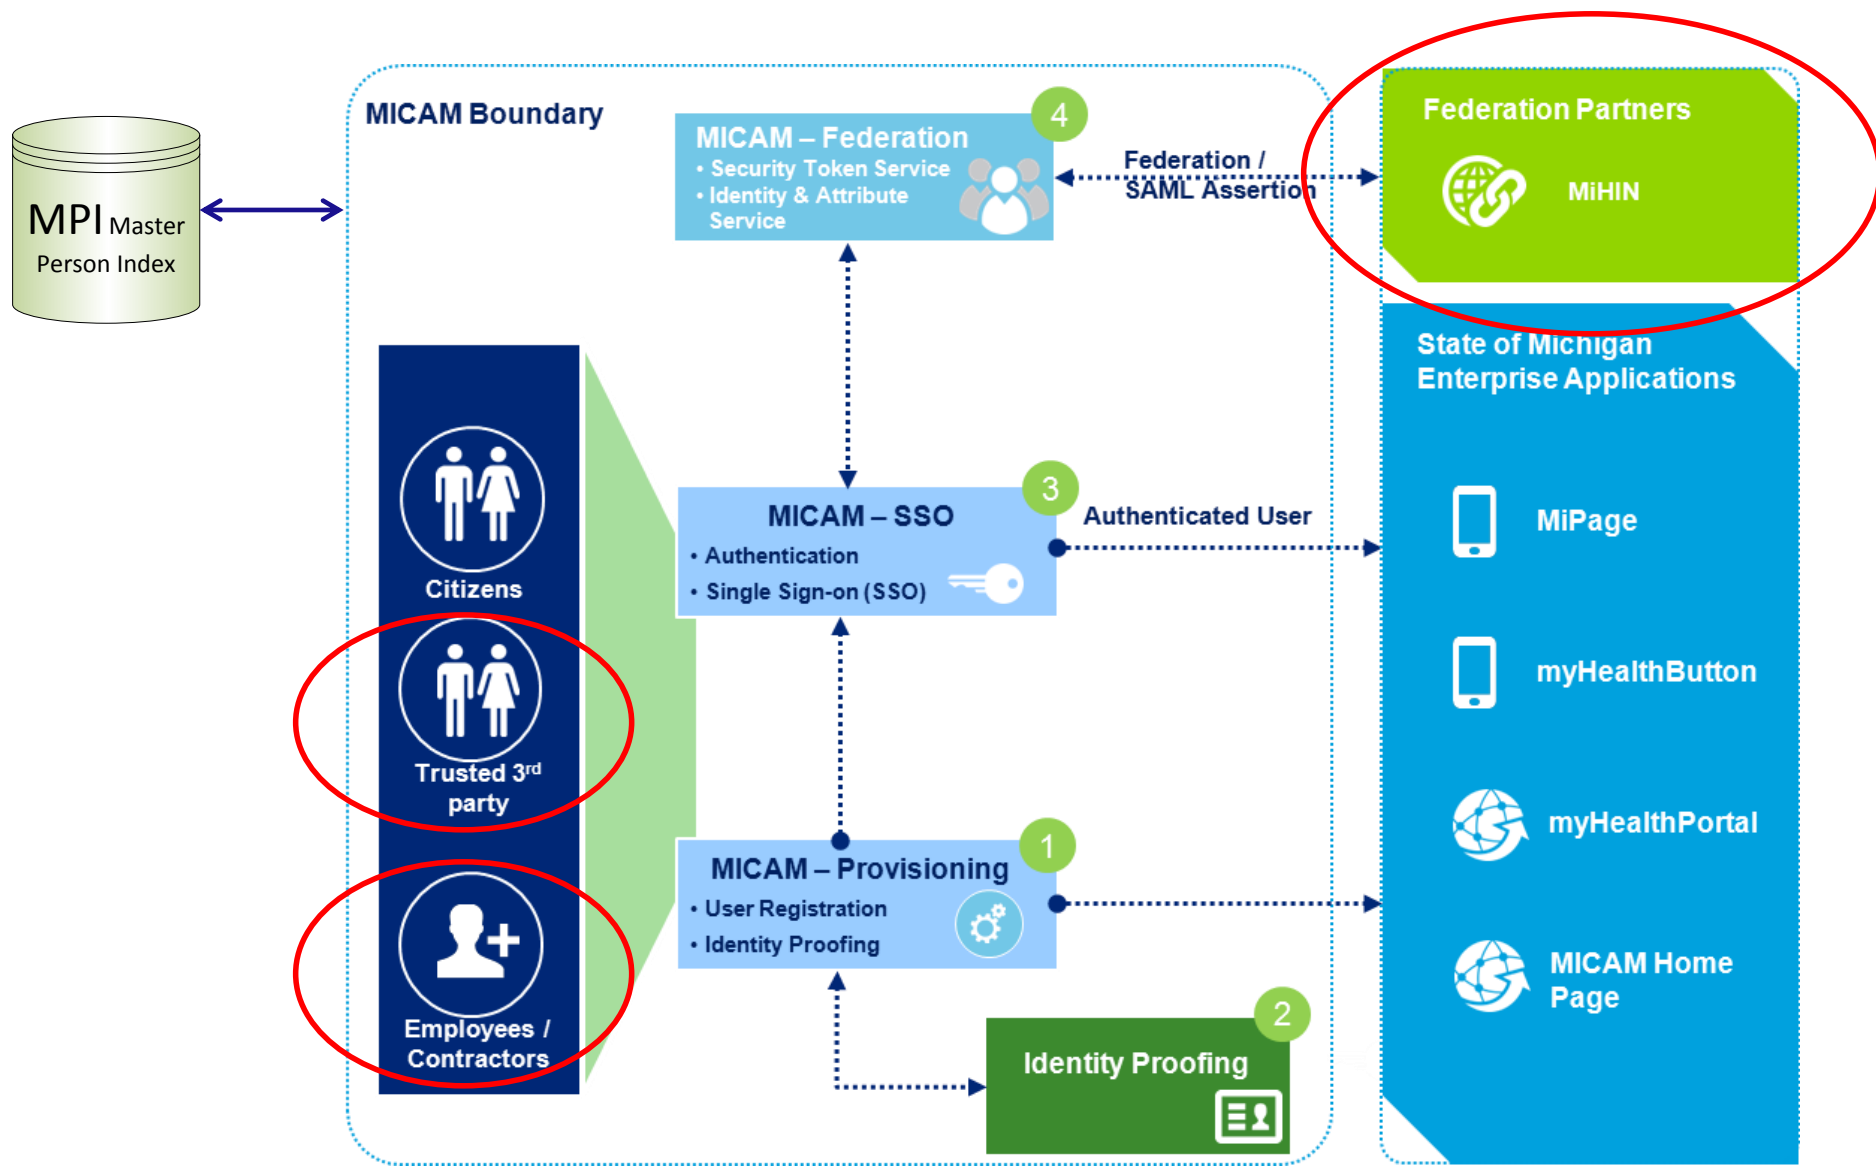 MPI Master
Person Index
MICAM Boundary
MICAM – Federation
• Security Token Service
• Identity & Attribute
Service
4
Federation /
SAML Assertion
Federation Partners
MiHIN
State of Michigan
Enterprise Applications
MiPage
myHealthButton
myHealthPortal
MICAM Home
Page
Citizens
Trusted 3rd
party
Employees /
Contractors
MICAM – SSO
• Authentication
• Single Sign-on (SSO)
3
Authenticated User
MICAM – Provisioning
• User Registration
• Identity Proofing
1
Identity Proofing
2